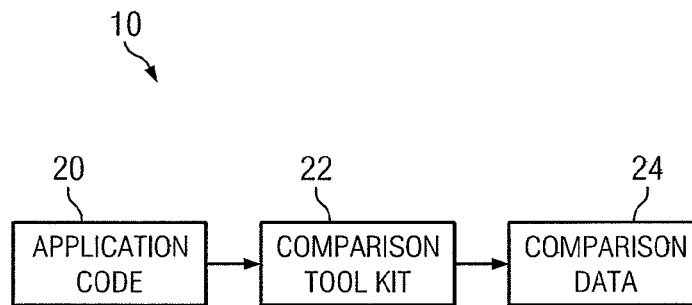 10
20
22
24
APPLICATION
CODE
COMPARISON
TOOL KIT
COMPARISON
DATA